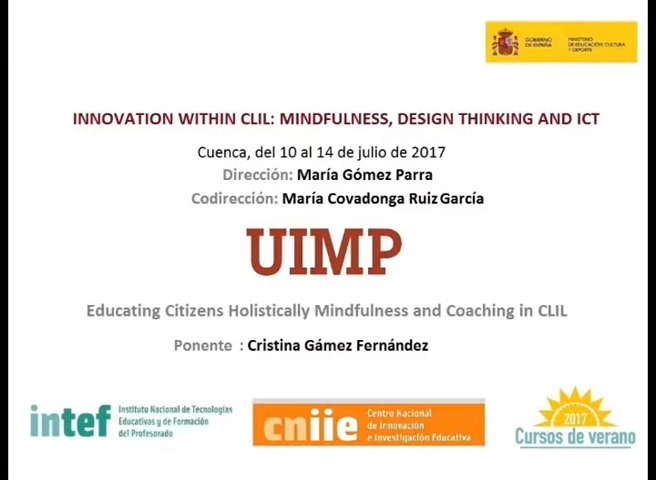 GOBIERNO
DE ESPAÑA
MINISTERIO
DE EDUCACIÓN, CULTURA
Y DEPORTE
INNOVATION WITHIN CLIL: MINDFULNESS, DESIGN THINKING AND ICT
Cuenca, del 10 al 14 de julio de 2017
Dirección: María Gómez Parra
Codirección: María Covadonga Ruiz García
UIMP
Educating Citizens Holistically Mindfulness and Coaching in CLIL
Ponente : Cristina Gámez Fernández
intef
Instituto Nacional de Tecnologías
Educativas y de Formación
del Profesorado
cniie
Centro Nacional
de Innovación
e Investigación Educativa
2017
Cursos de verano